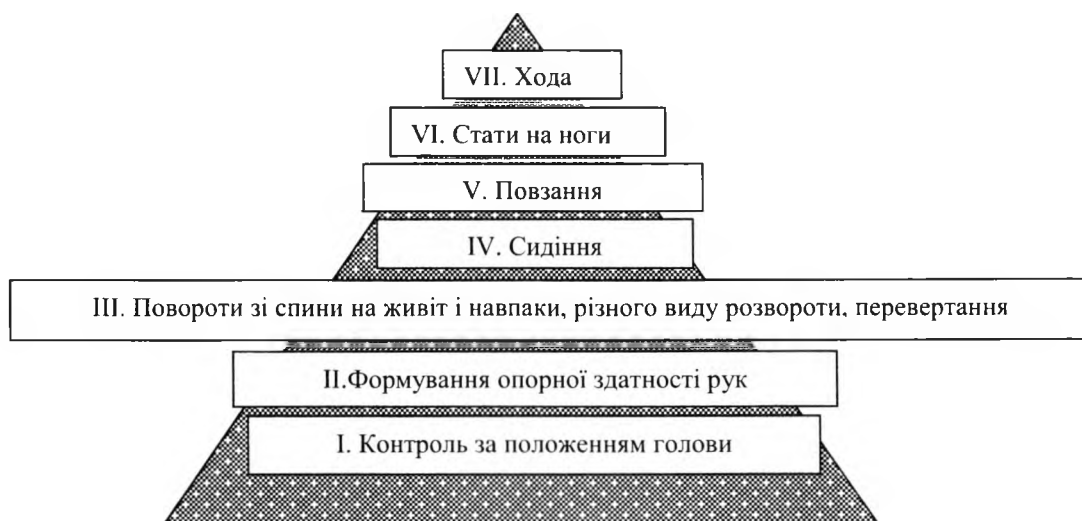 VII. Хода
VI. Стати на ноги
V. Повзання
IV. Сидіння
III. Повороти зі спини на живіт і навпаки, різного виду розвороти, перевертання
II.Формування опорної здатності рук
I. Контроль за положенням голови